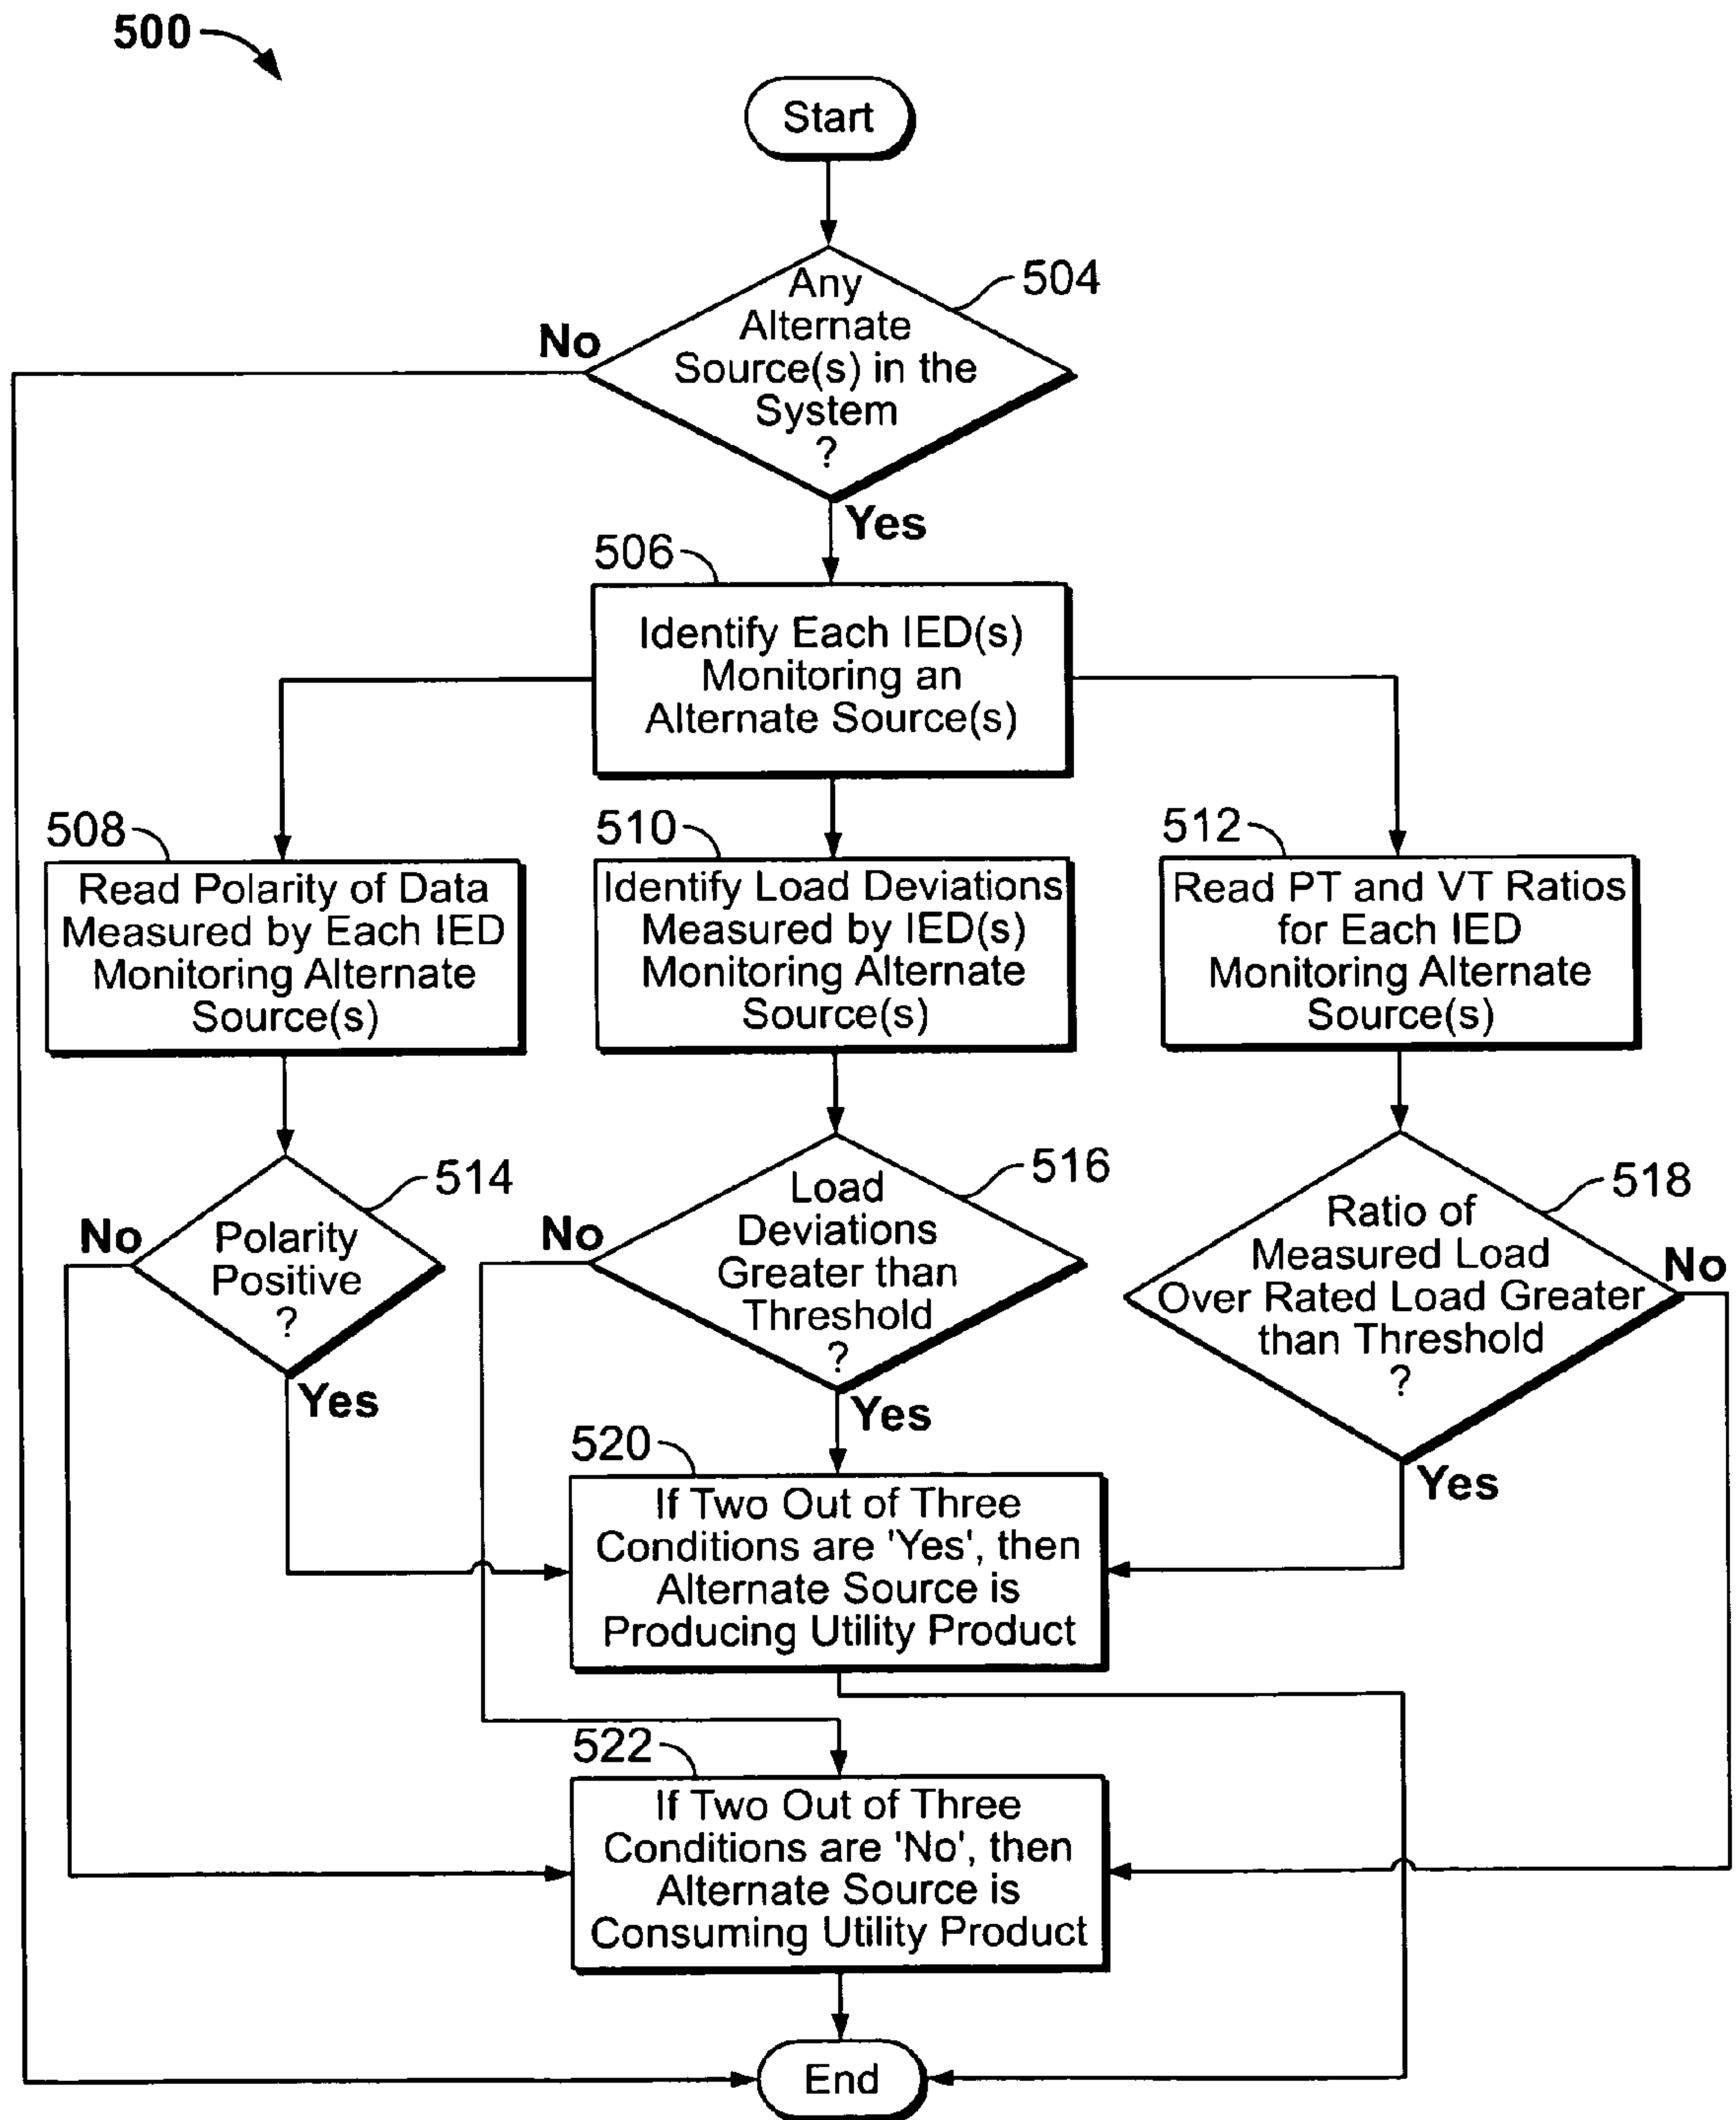 500
Start
504
Any
Alternate
Source(s) in the
System
?
No
Yes
506
Identify Each IED(s)
Monitoring an
Alternate Source(s)
508
Read Polarity of Data
Measured by Each IED
Monitoring Alternate
Source(s)
510
Identify Load Deviations
Measured by IED(s)
Monitoring Alternate
Source(s)
512
Read PT and VT Ratios
for Each IED
Monitoring Alternate
Source(s)
514
Polarity
Positive
?
No
Yes
516
Load
Deviations
Greater than
Threshold
?
No
Yes
518
Ratio of
Measured Load
Over Rated Load Greater
than Threshold
?
No
Yes
520
If Two Out of Three
Conditions are 'Yes', then
Alternate Source is
Producing Utility Product
522
If Two Out of Three
Conditions are 'No', then
Alternate Source is
Consuming Utility Product
End